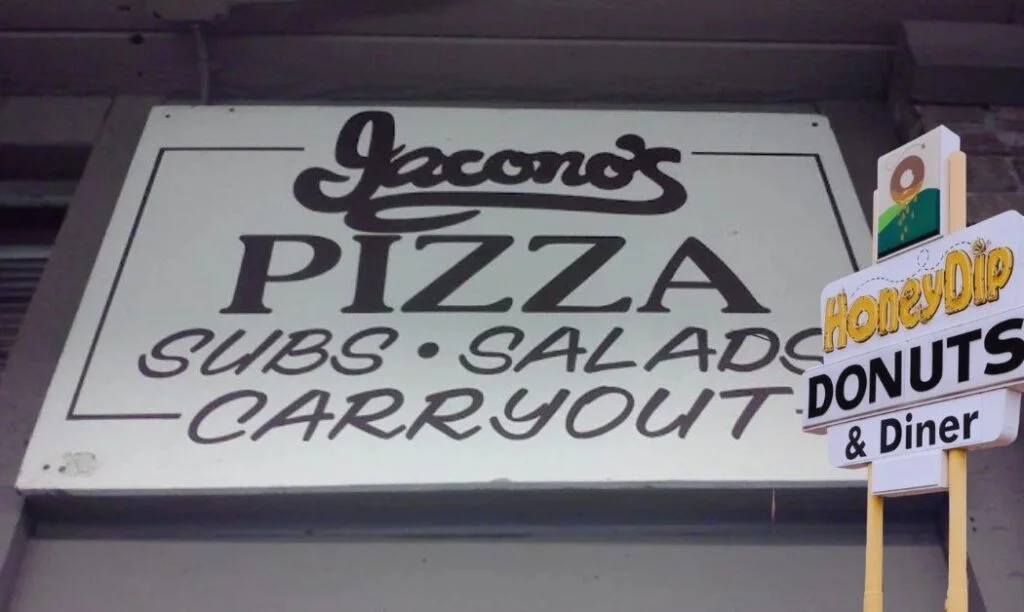 Iacono's
PIZZA
SUBS • SALADS
CARRYOUT
HoneyDip
DONUTS
& Diner